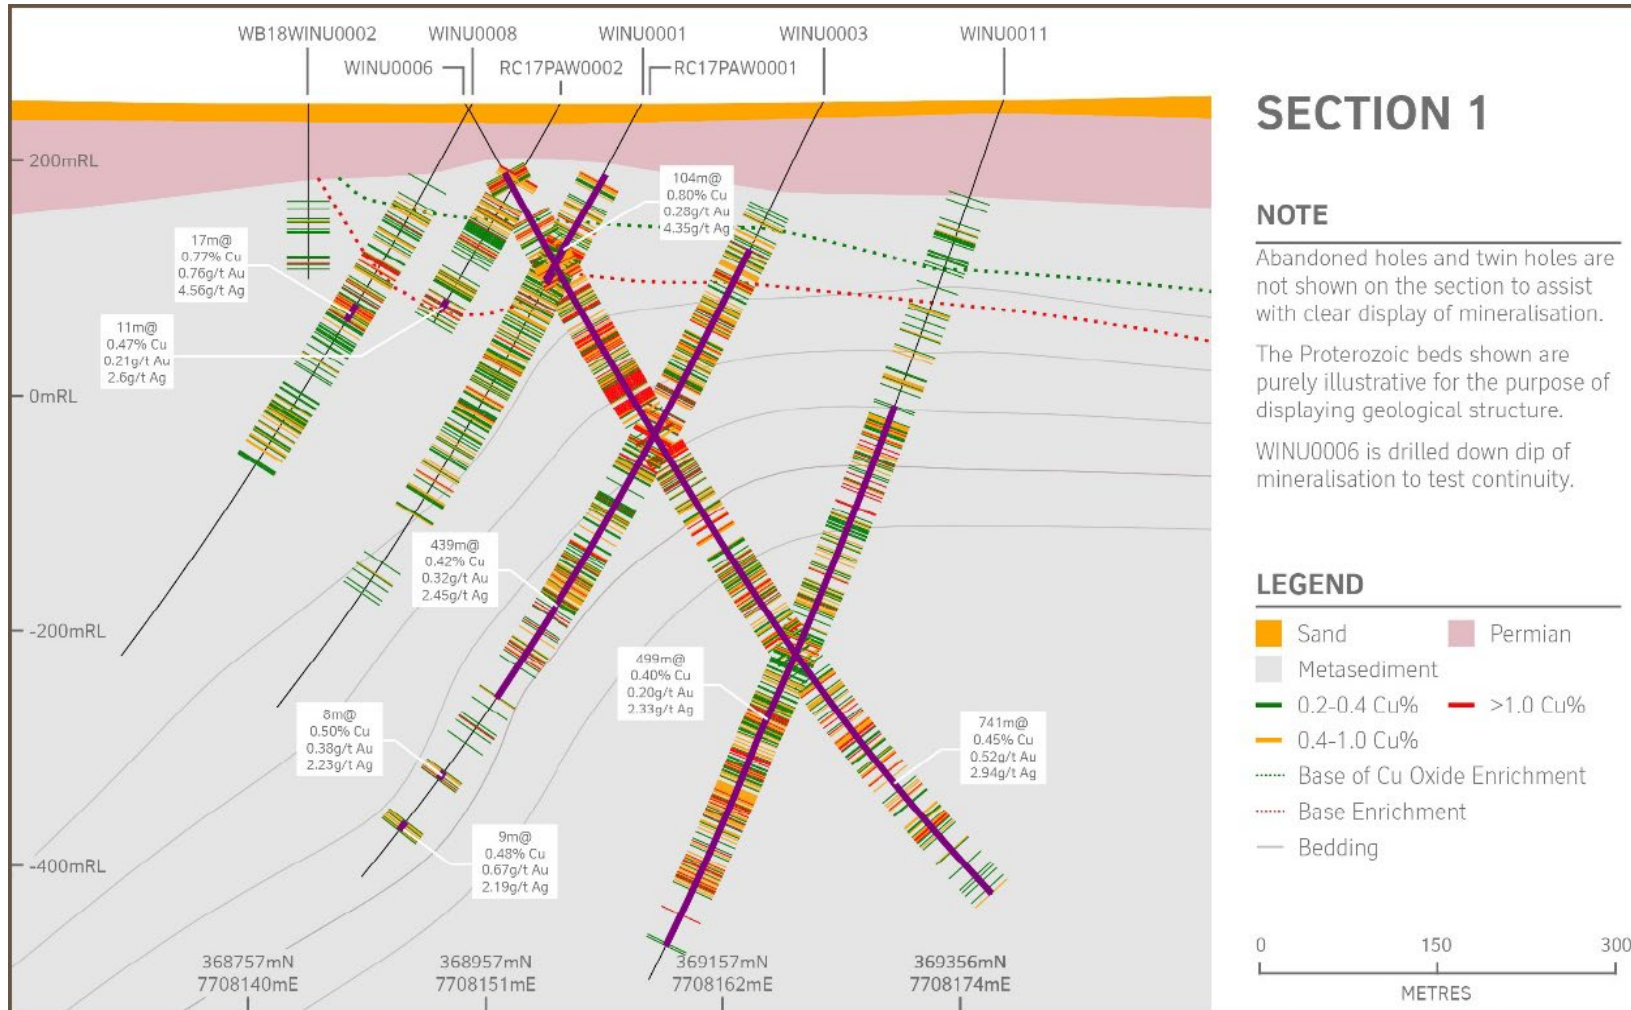 WB18WINU0002
WINU0008
WINU0001
WINU0003
WINU0011
WINU0006
RC17PAW0002
RC17PAW0001
200mRL
0mRL
-200mRL
-400mRL
104m@
0.80% Cu
0.28g/t Au
4.35g/t Ag
17m@
0.77% Cu
0.76g/t Au
4.56g/t Ag
11m@
0.47% Cu
0.21g/t Au
2.6g/t Ag
439m@
0.42% Cu
0.32g/t Au
2.45g/t Ag
499m@
0.40% Cu
0.20g/t Au
2.33g/t Ag
8m@
0.50% Cu
0.38g/t Au
2.23g/t Ag
741m@
0.45% Cu
0.52g/t Au
2.94g/t Ag
9m@
0.48% Cu
0.67g/t Au
2.19g/t Ag
368757mN
7708140mE
368957mN
7708151mE
369157mN
7708162mE
369356mN
7708174mE
SECTION 1
NOTE
Abandoned holes and twin holes are
not shown on the section to assist
with clear display of mineralisation.
The Proterozoic beds shown are
purely illustrative for the purpose of
displaying geological structure.
WINU0006 is drilled down dip of
mineralisation to test continuity.
LEGEND
Sand
Permian
Metasediment
0.2-0.4 Cu%
>1.0 Cu%
0.4-1.0 Cu%
Base of Cu Oxide Enrichment
Base Enrichment
Bedding
0 150 300
METRES